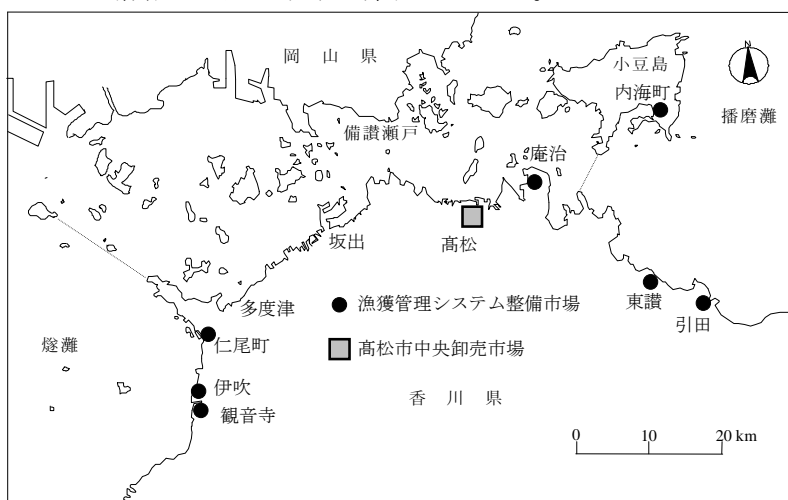 岡山県
小豆島
内海町
播磨灘
備讃瀬戸
庵治
坂出
髙松
東讃
引田
多度津
● 漁獲管理システム整備市場
仁尾町
燧灘
髙松市中央卸売市場
伊吹
観音寺
香川県
0 10 20 km